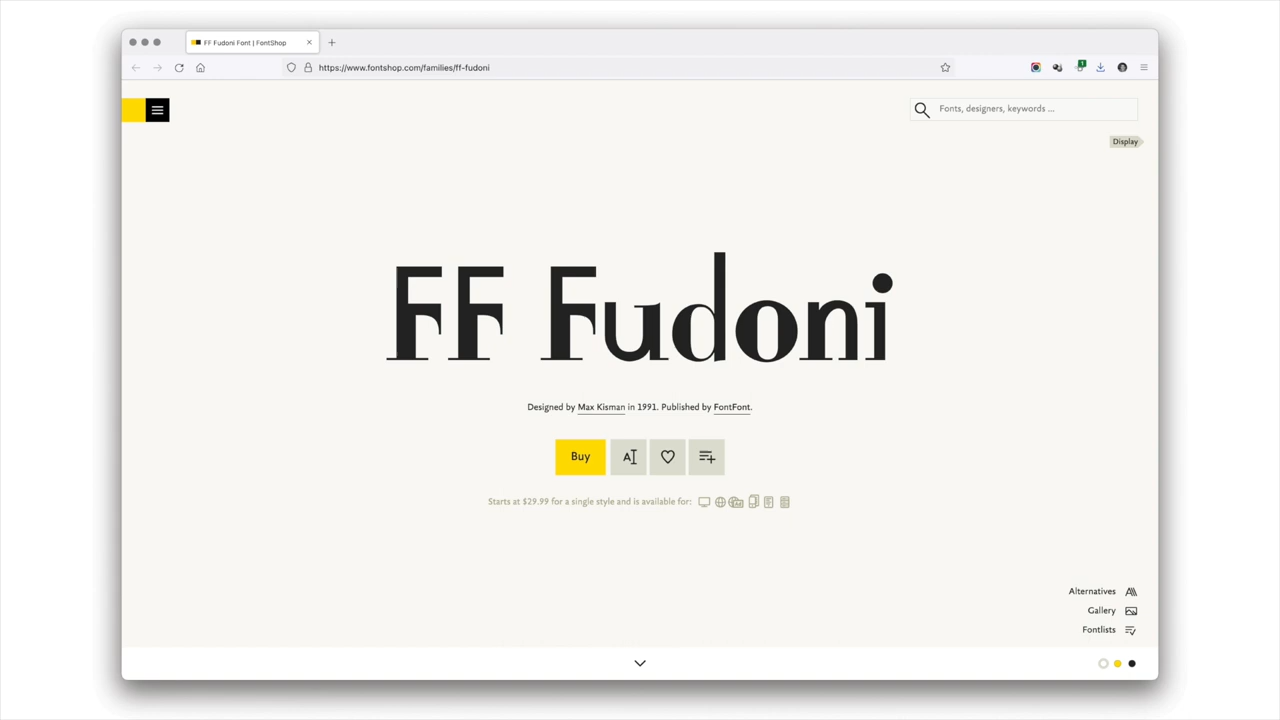 FF Fudoni Font | FontShop
https://www.fontshop.com/families/ff-fudoni
1
Fonts, designers, keywords ...
Display
FF Fudoni
Designed by Max Kisman in 1991. Published by FontFont.
Buy
A
Starts at $29.99 for a single style and is available for:
Alternatives
Gallery
Fontlists